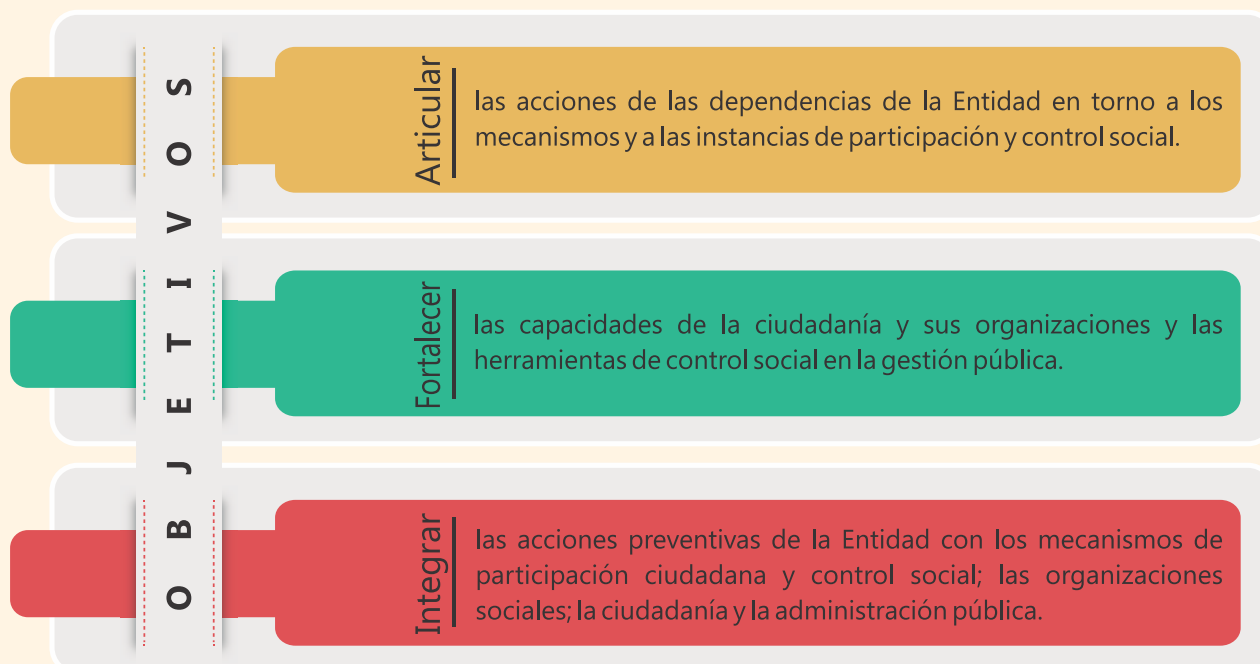 OBJETIVOS
Articular
las acciones de las dependencias de la Entidad en torno a los
mecanismos y a las instancias de participación y control social.
Fortalecer
las capacidades de la ciudadanía y sus organizaciones y las
herramientas de control social en la gestión pública.
Integrar
las acciones preventivas de la Entidad con los mecanismos de
participación ciudadana y control social; las organizaciones
sociales; la ciudadanía y la administración pública.